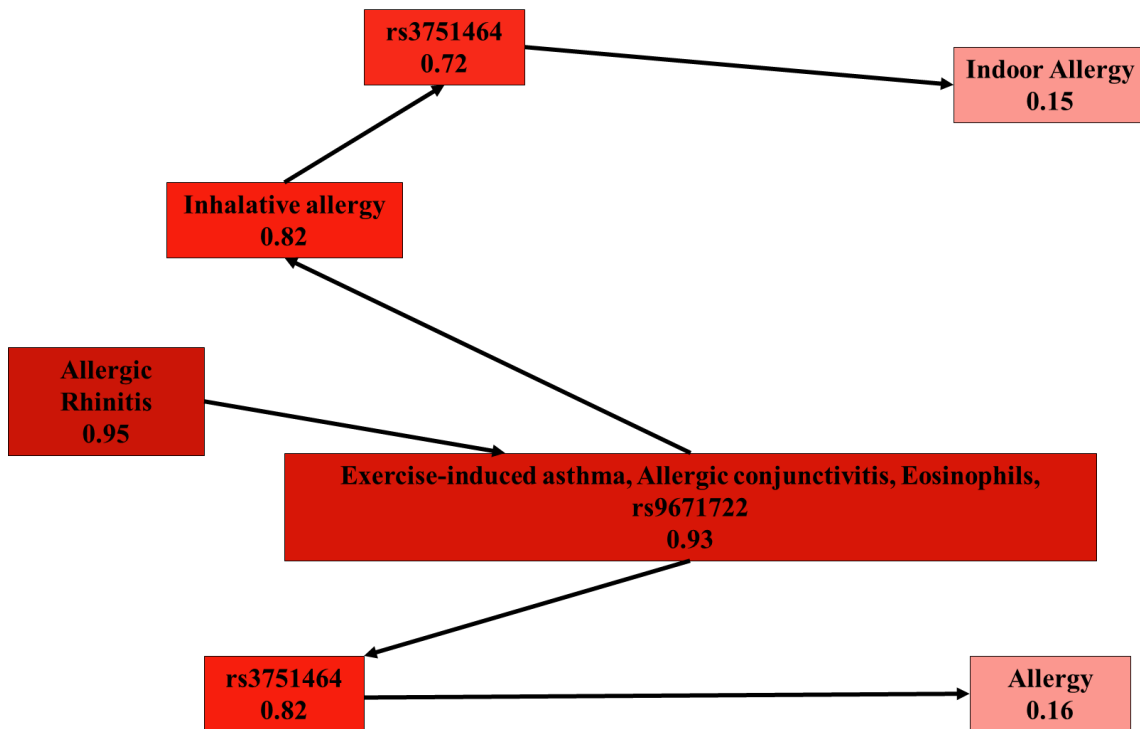 rs3751464
0.72
Indoor Allergy
0.15
Inhalative allergy
0.82
Allergic
Rhinitis
0.95
Exercise-induced asthma, Allergic conjunctivitis, Eosinophils,
rs9671722
0.93
rs3751464
0.82
Allergy
0.16